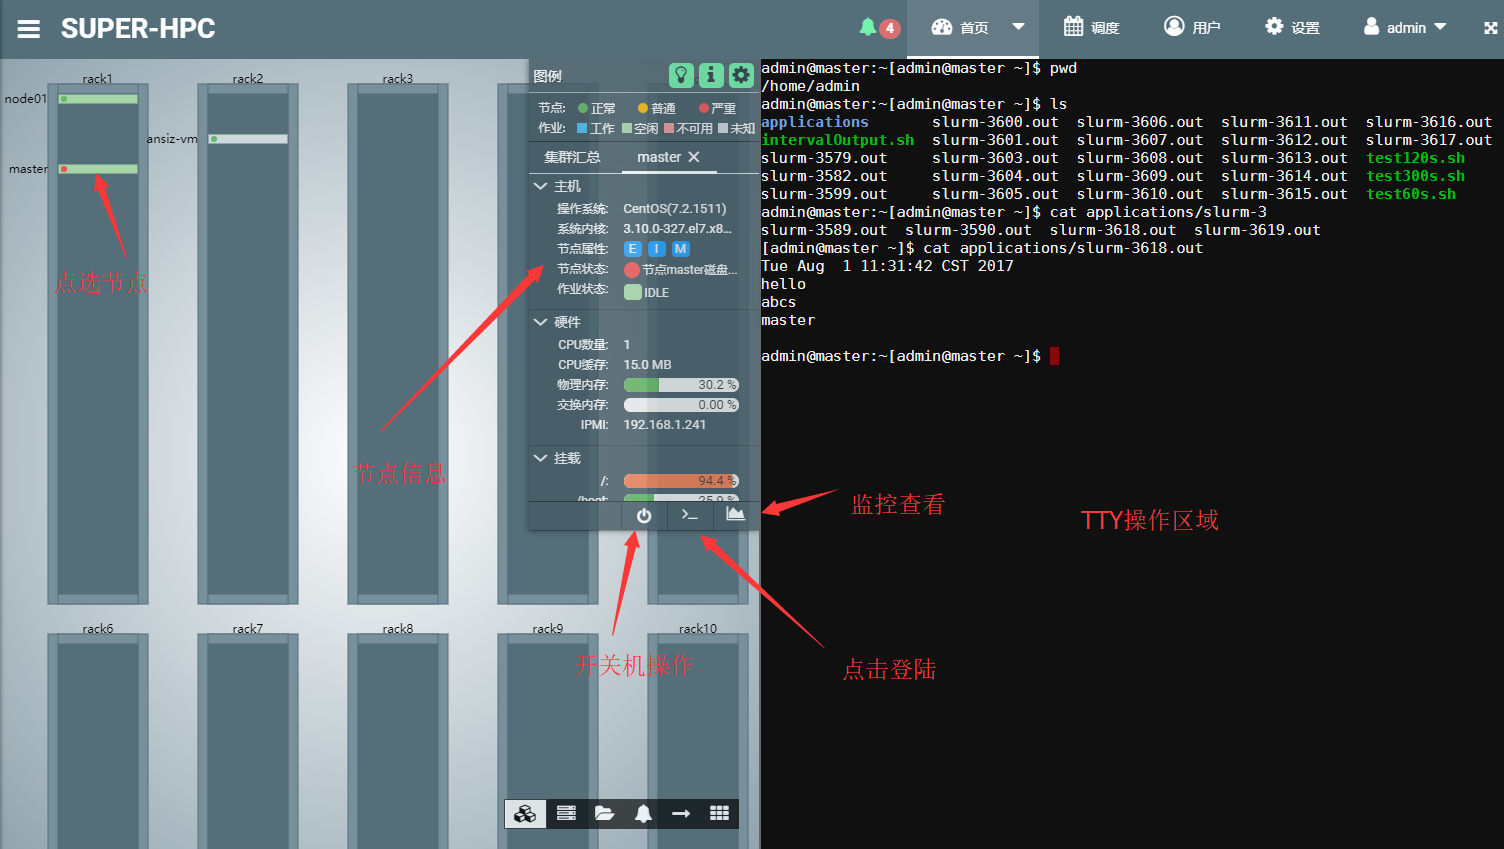 SUPER-HPC
4
首页
调度
用户
设置
admin
rack1
rack2
rack3
node01
ansiz-vm
master
点选节点
图例
节点: 正常 普通 严重
作业: 工作 空闲 不可用 未知
集群汇总 master
主机
操作系统: CentOS(7.2.1511)
系统内核: 3.10.0-327.el7.x8...
节点属性: E I M
节点状态: 节点master磁盘...
作业状态: IDLE
硬件
CPU数量: 1
CPU缓存: 15.0 MB
物理内存: 30.2 %
交换内存: 0.00 %
IPMI: 192.168.1.241
挂载
/: 94.4 %
/boot: 25.9 %
节点信息
开关机操作
点击登陆
监控查看
TTY操作区域
rack6
rack7
rack8
rack9
rack10
admin@master:~[admin@master ~]$ pwd
/home/admin
admin@master:~[admin@master ~]$ ls
applications slurm-3600.out slurm-3606.out slurm-3611.out slurm-3616.out
intervalOutput.sh slurm-3601.out slurm-3607.out slurm-3612.out slurm-3617.out
slurm-3579.out slurm-3603.out slurm-3608.out slurm-3613.out test120s.sh
slurm-3582.out slurm-3604.out slurm-3609.out slurm-3614.out test300s.sh
slurm-3599.out slurm-3605.out slurm-3610.out slurm-3615.out test60s.sh
admin@master:~[admin@master ~]$ cat applications/slurm-3
slurm-3589.out slurm-3590.out slurm-3618.out slurm-3619.out
[admin@master ~]$ cat applications/slurm-3618.out
Tue Aug 1 11:31:42 CST 2017
hello
abcs
master
admin@master:~[admin@master ~]$